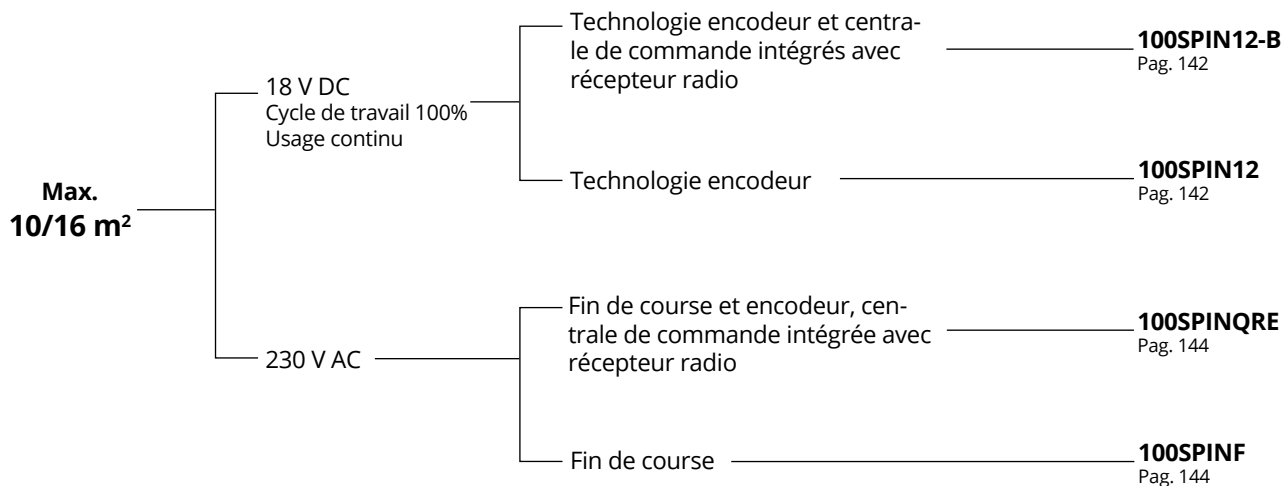 Max.
10/16 m²
18 V DC
Cycle de travail 100%
Usage continu
Technologie encodeur et centra-
le de commande intégrés avec
récepteur radio
100SPIN12-B
Pag. 142
Technologie encodeur
100SPIN12
Pag. 142
230 V AC
Fin de course et encodeur, cen-
trale de commande intégrée avec
récepteur radio
100SPINQRE
Pag. 144
Fin de course
100SPINF
Pag. 144